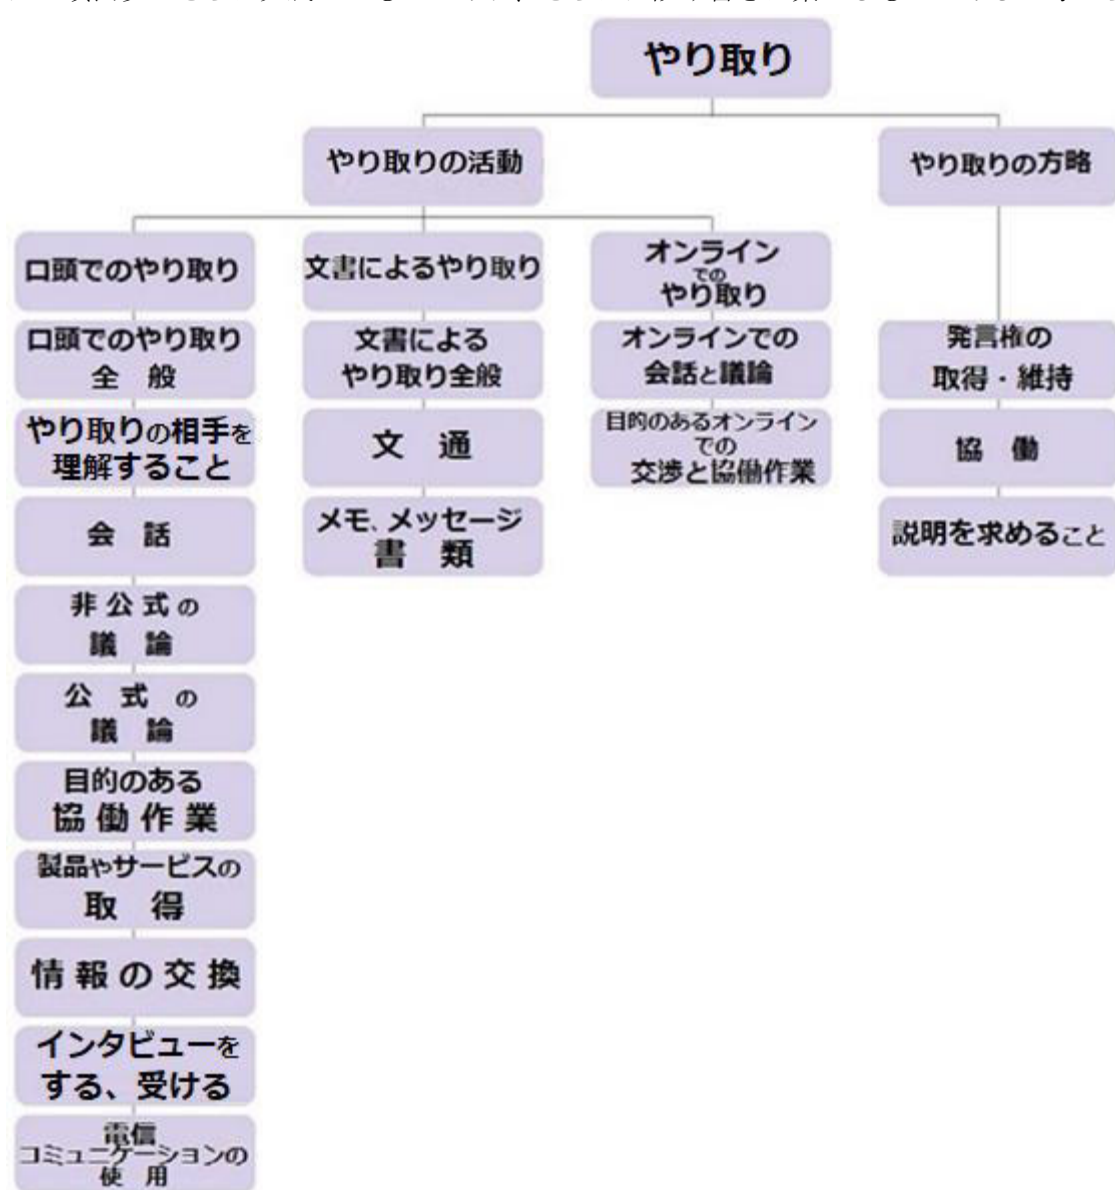 やり取り
やり取りの活動
やり取りの方略
口頭でのやり取り
文書によるやり取り
オンライン
での
やり取り
口頭でのやり取り
全 般
文書による
やり取り全般
オンラインでの
会話と議論
発言権の
取得・維持
やり取りの相手を
理解すること
文 通
目的のあるオンライン
での
交渉と協働作業
協 働
会 話
メモ、メッセージ
書 類
説明を求めること
非公式の
議 論
公 式 の
議 論
目的のある
協働作業
製品やサービスの
取 得
情報の交換
インタビューを
する、受ける
電信
コミュニケーションの
使 用